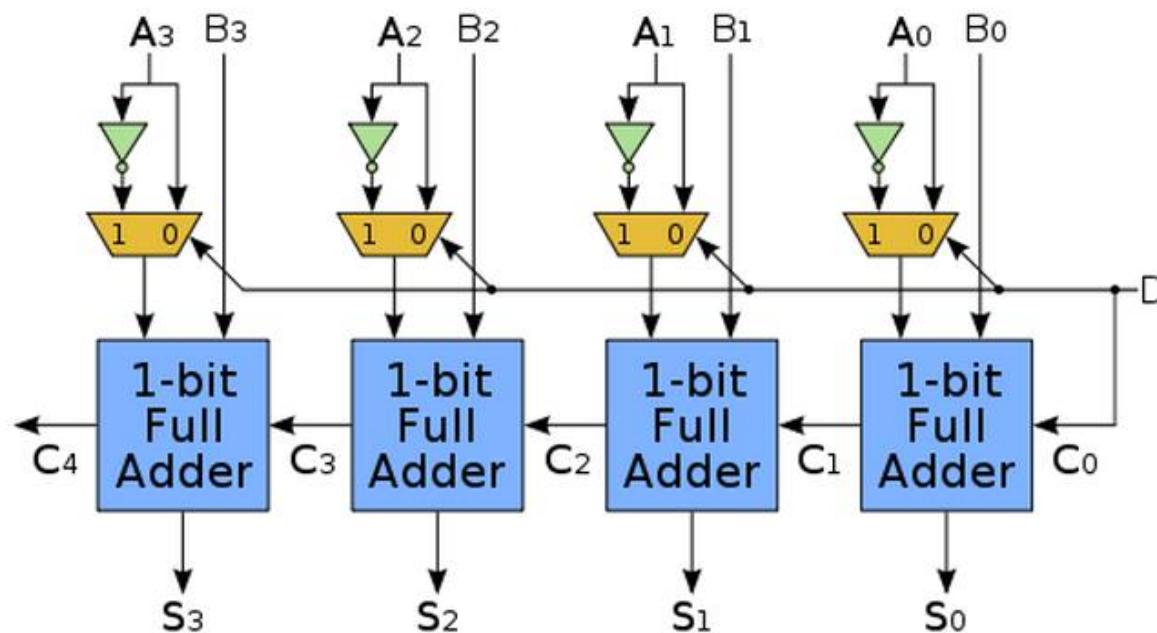 A3 B3 A2 B2 A1 B1 A0 B0
1 0 1 0 1 0 1 0
D
1-bit Full Adder
1-bit Full Adder
1-bit Full Adder
1-bit Full Adder
C4 C3 C2 C1 C0
S3 S2 S1 S0